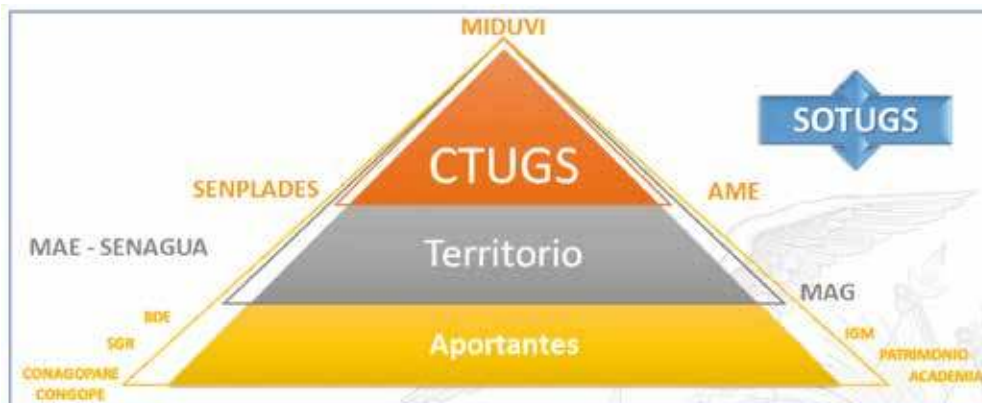 MIDUVI
SOTUGS
CTUGS
SENPLADES
AME
MAE - SENAGUA
Territorio
MAG
BDE
IGM
SGR
Aportantes
PATRIMONIO
CONAGOPARE
ACADEMIA
CONGOPE